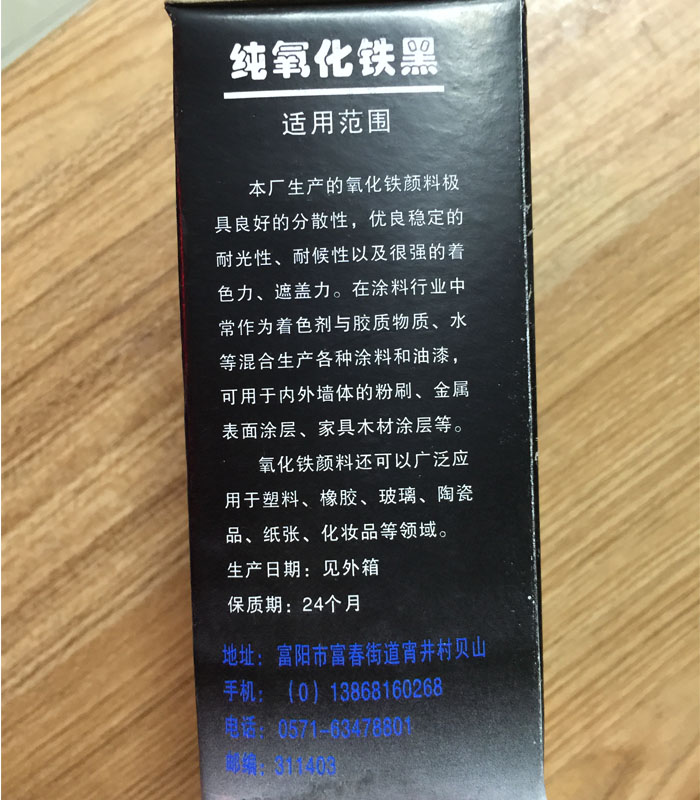 纯氧化铁黑
适用范围
本厂生产的氧化铁颜料极
具良好的分散性，优良稳定的
耐光性、耐候性以及很强的着
色力、遮盖力。在涂料行业中
常作为着色剂与胶质物质、水
等混合生产各种涂料和油漆，
可用于内外墙体的粉刷、金属
表面涂层、家具木材涂层等。
氧化铁颜料还可以广泛应
用于塑料、橡胶、玻璃、陶瓷
品、纸张、化妆品等领域。
生产日期：见外箱
保质期：24个月
地址：富阳市富春街道宵井村贝山
手机：（0）13868160268
电话：0571-63478801
邮编：311403